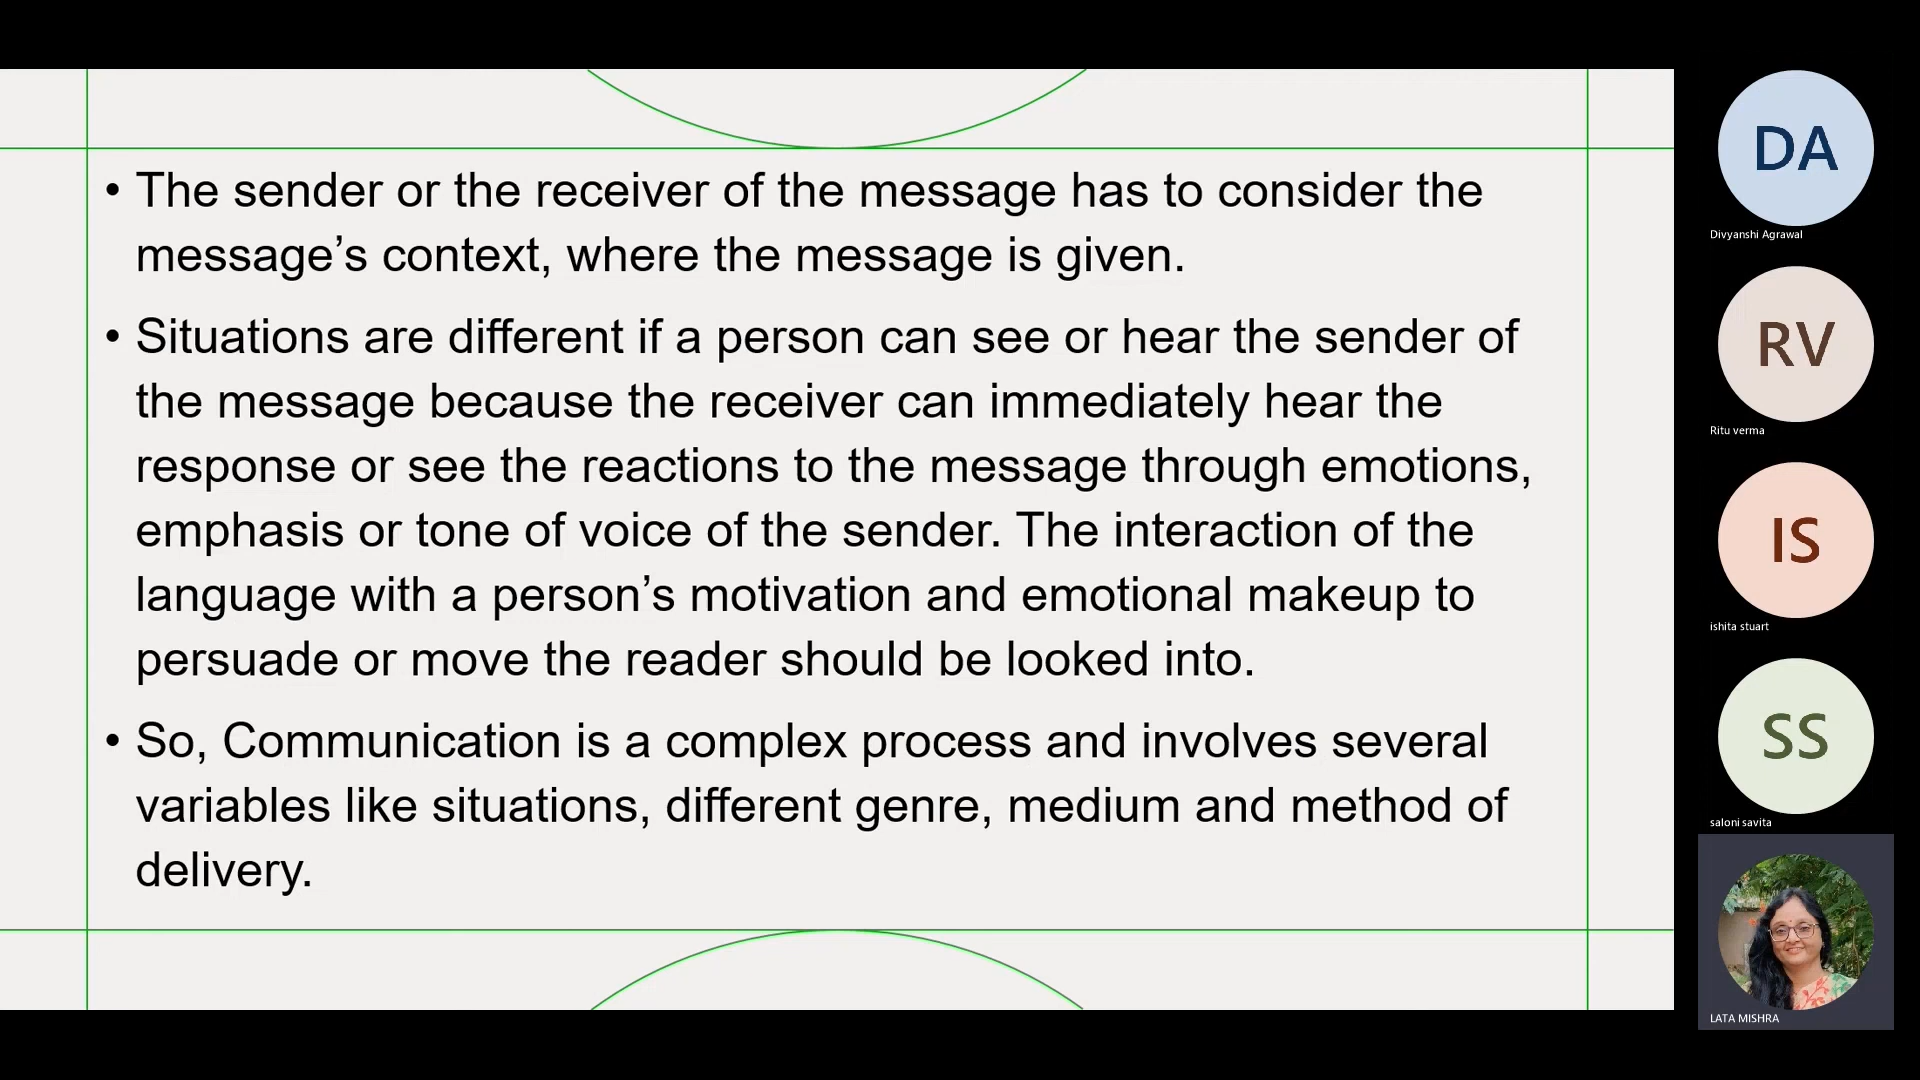 • The sender or the receiver of the message has to consider the
message’s context, where the message is given.
• Situations are different if a person can see or hear the sender of
the message because the receiver can immediately hear the
response or see the reactions to the message through emotions,
emphasis or tone of voice of the sender. The interaction of the
language with a person’s motivation and emotional makeup to
persuade or move the reader should be looked into.
• So, Communication is a complex process and involves several
variables like situations, different genre, medium and method of
delivery.
DA
Divyanshi Agrawal
RV
Ritu verma
IS
ishita stuart
SS
saloni savita
LATA MISHRA